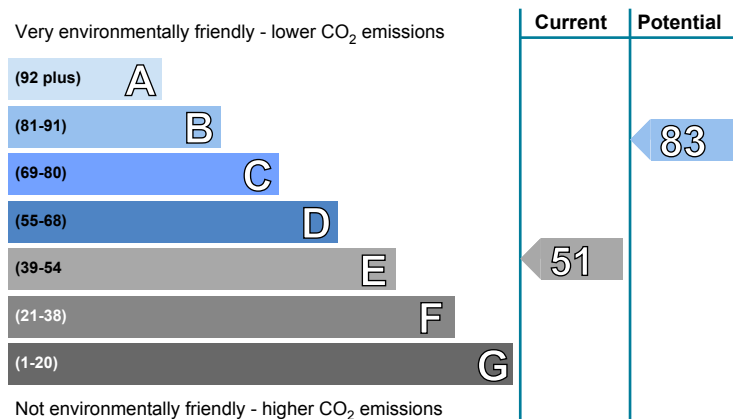 Current Potential
Very environmentally friendly - lower CO2 emissions
(92 plus) A
(81-91) B
83
(69-80) C
(55-68) D
(39-54 E
51
(21-38) F
(1-20) G
Not environmentally friendly - higher CO2 emissions